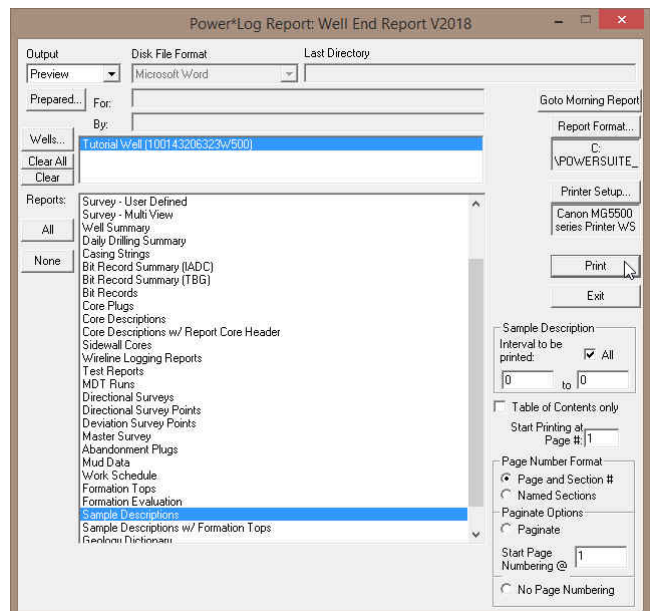 Power*Log Report: Well End Report V2018
Output
Disk File Format
Last Directory
Preview
Microsoft Word
Prepared...
For:
By:
Goto Morning Report
Wells...
Clear All
Clear
Tutorial Well (100143206323W500)
Report Format...
C:
\POWERSUITE_
Printer Setup...
Canon MG5500
series Printer WS
Print
Exit
Reports:
All
None
Survey - User Defined
Survey - Multi View
Well Summary
Daily Drilling Summary
Casing Strings
Bit Record Summary (IADC)
Bit Record Summary (TBG)
Bit Records
Core Plugs
Core Descriptions
Core Descriptions w/ Report Core Header
Sidewall Cores
Wireline Logging Reports
Test Reports
MDT Runs
Directional Surveys
Directional Survey Points
Deviation Survey Points
Master Survey
Abandonment Plugs
Mud Data
Work Schedule
Formation Tops
Formation Evaluation
Sample Descriptions
Sample Descriptions w/ Formation Tops
Geology Dictionary
Sample Description
Interval to be
printed:
All
0 to 0
Table of Contents only
Start Printing at
Page #: 1
Page Number Format
Page and Section #
Named Sections
Paginate Options
Paginate
Start Page
Numbering @ 1
No Page Numbering